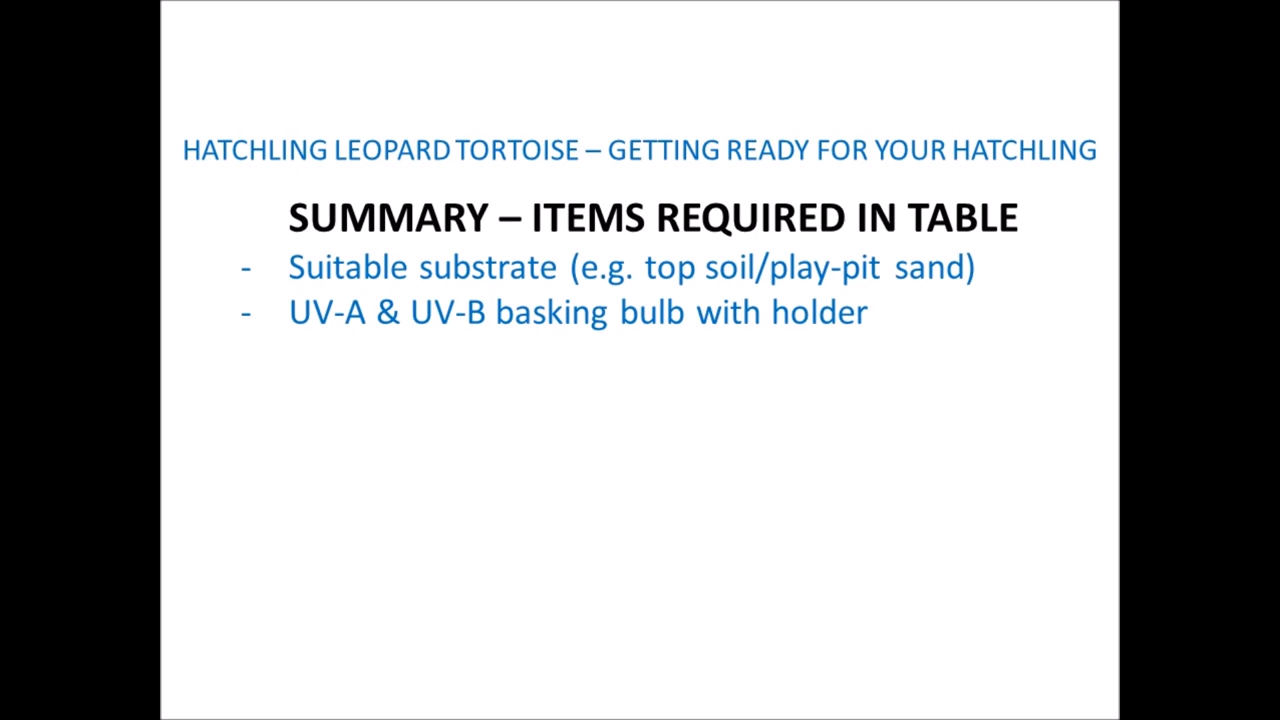 HATCHLING LEOPARD TORTOISE – GETTING READY FOR YOUR HATCHLING
SUMMARY – ITEMS REQUIRED IN TABLE
- Suitable substrate (e.g. top soil/play-pit sand)
- UV-A & UV-B basking bulb with holder